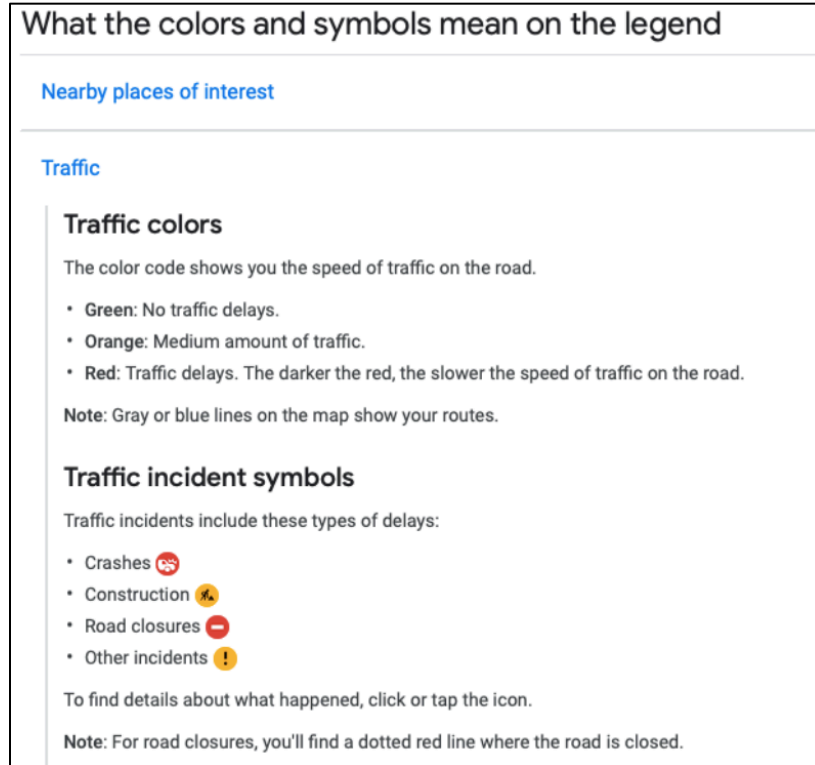 What the colors and symbols mean on the legend
Nearby places of interest
Traffic
Traffic colors
The color code shows you the speed of traffic on the road.
• Green: No traffic delays.
• Orange: Medium amount of traffic.
• Red: Traffic delays. The darker the red, the slower the speed of traffic on the road.
Note: Gray or blue lines on the map show your routes.
Traffic incident symbols
Traffic incidents include these types of delays:
• Crashes
• Construction
• Road closures
• Other incidents
To find details about what happened, click or tap the icon.
Note: For road closures, you'll find a dotted red line where the road is closed.